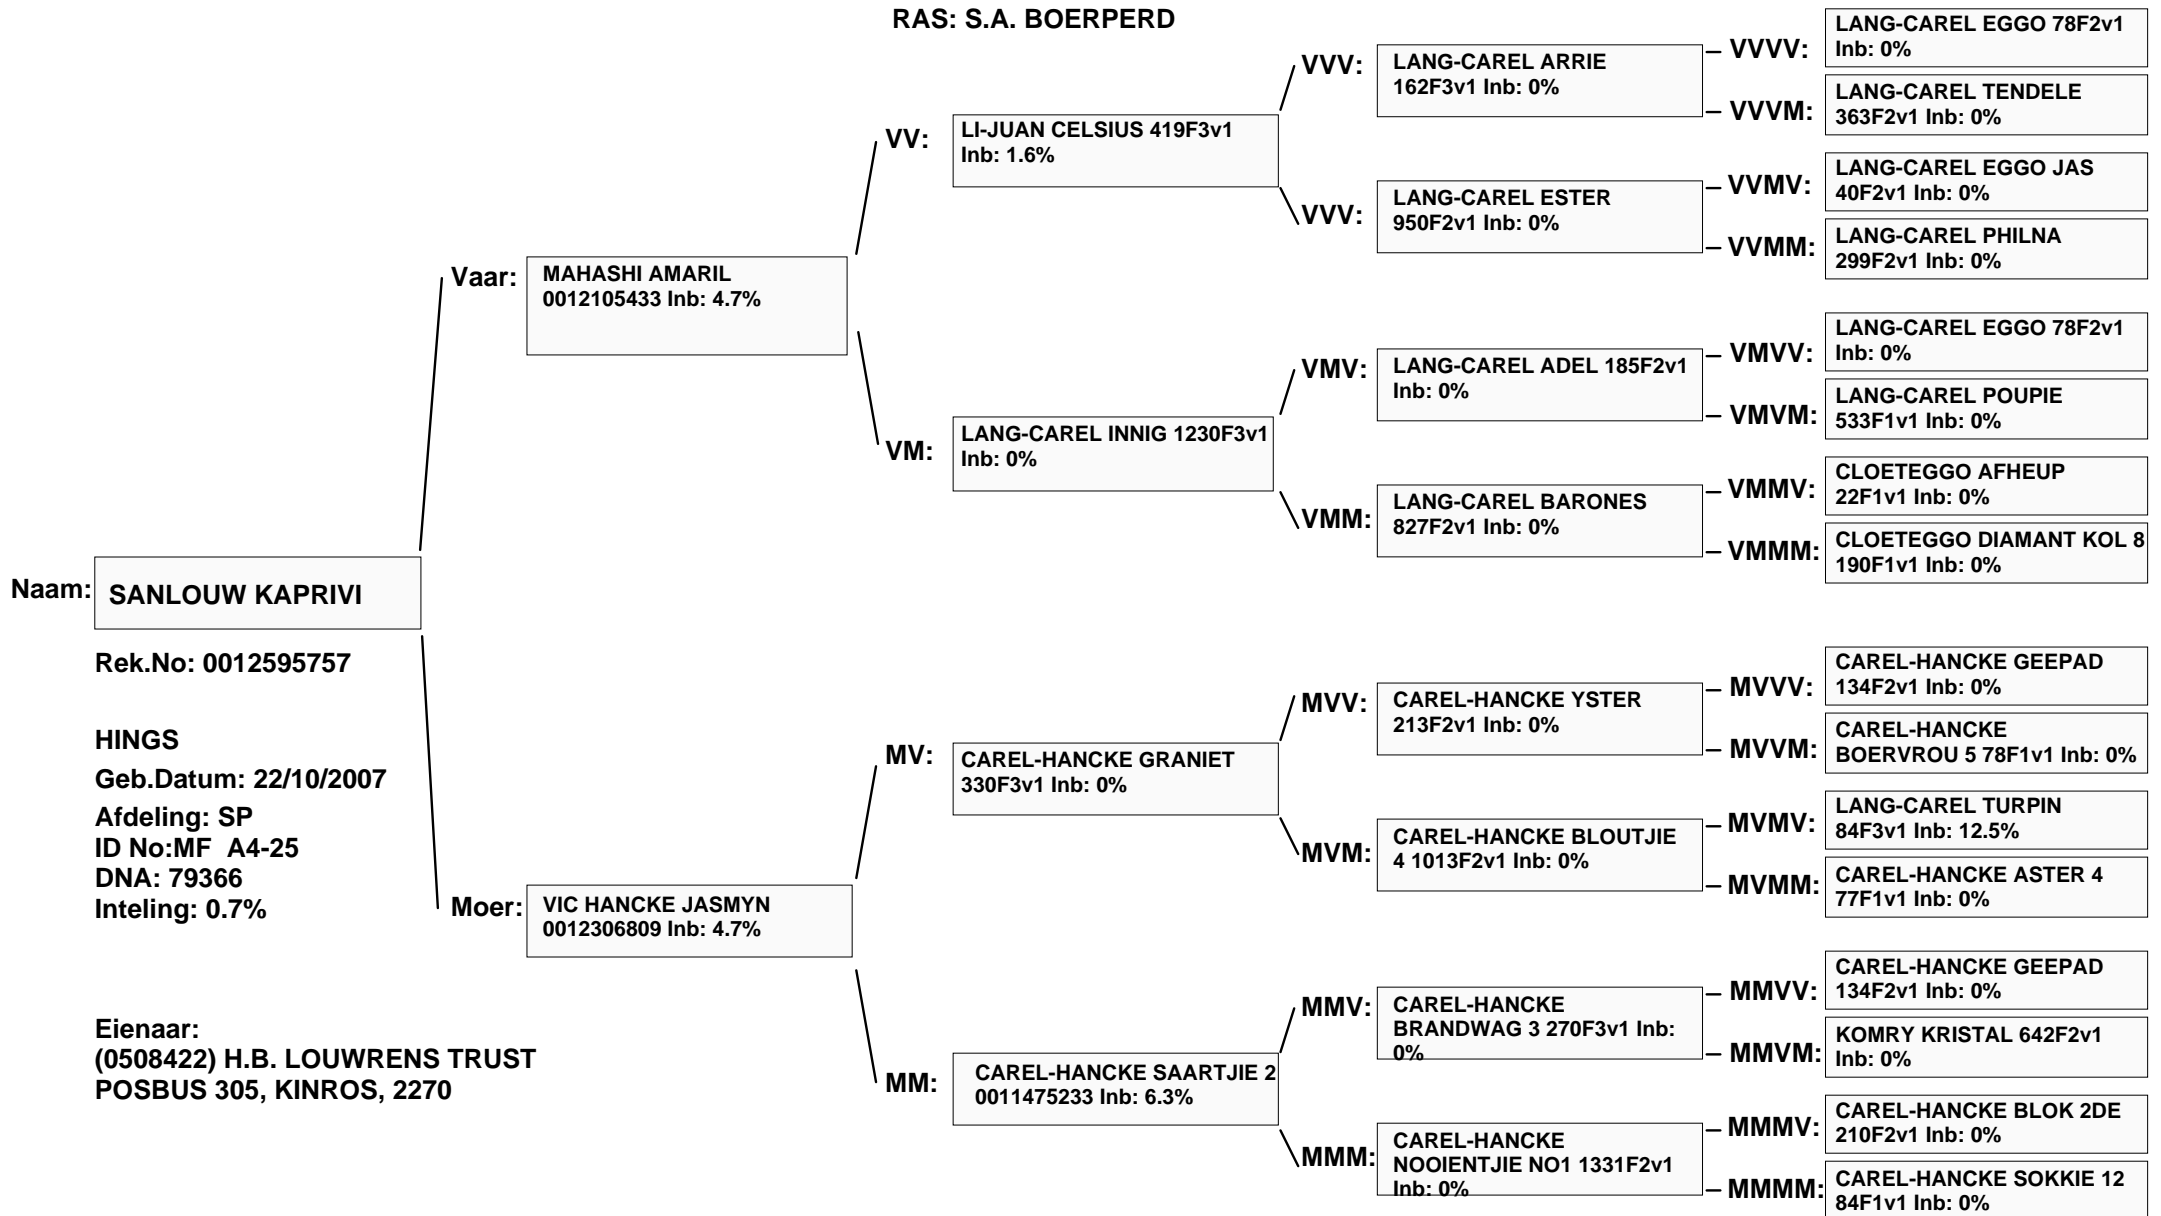 RAS: S.A. BOERPERD
Naam:
SANLOUW KAPRIVI
Rek.No: 0012595757
HINGS
Geb.Datum: 22/10/2007
Afdeling: SP
ID No:MF  A4-25
DNA: 79366
Inteling: 0.7%
Eienaar:
(0508422) H.B. LOUWRENS TRUST
POSBUS 305, KINROS, 2270
Vaar:
MAHASHI AMARIL
0012105433 Inb: 4.7%
Moer:
VIC HANCKE JASMYN
0012306809 Inb: 4.7%
VV:
LI-JUAN CELSIUS 419F3v1
Inb: 1.6%
VM:
LANG-CAREL INNIG 1230F3v1
Inb: 0%
MV:
CAREL-HANCKE GRANIET
330F3v1 Inb: 0%
MM:
CAREL-HANCKE SAARTJIE 2
0011475233 Inb: 6.3%
VVV:
LANG-CAREL ARRIE
162F3v1 Inb: 0%
VVV:
LANG-CAREL ESTER
950F2v1 Inb: 0%
VMV:
LANG-CAREL ADEL 185F2v1
Inb: 0%
VMM:
LANG-CAREL BARONES
827F2v1 Inb: 0%
MVV:
CAREL-HANCKE YSTER
213F2v1 Inb: 0%
MVM:
CAREL-HANCKE BLOUTJIE
4 1013F2v1 Inb: 0%
MMV:
CAREL-HANCKE
BRANDWAG 3 270F3v1 Inb:
0%
MMM:
CAREL-HANCKE
NOOIENTJIE NO1 1331F2v1
Inb: 0%
VVVV:
LANG-CAREL EGGO 78F2v1
Inb: 0%
VVVM:
LANG-CAREL TENDELE
363F2v1 Inb: 0%
VVMV:
LANG-CAREL EGGO JAS
40F2v1 Inb: 0%
VVMM:
LANG-CAREL PHILNA
299F2v1 Inb: 0%
VMVV:
LANG-CAREL EGGO 78F2v1
Inb: 0%
VMVM:
LANG-CAREL POUPIE
533F1v1 Inb: 0%
VMMV:
CLOETEGGO AFHEUP
22F1v1 Inb: 0%
VMMM:
CLOETEGGO DIAMANT KOL 8
190F1v1 Inb: 0%
MVVV:
CAREL-HANCKE GEEPAD
134F2v1 Inb: 0%
MVVM:
CAREL-HANCKE
BOERVROU 5 78F1v1 Inb: 0%
MVMV:
LANG-CAREL TURPIN
84F3v1 Inb: 12.5%
MVMM:
CAREL-HANCKE ASTER 4
77F1v1 Inb: 0%
MMVV:
CAREL-HANCKE GEEPAD
134F2v1 Inb: 0%
MMVM:
KOMRY KRISTAL 642F2v1
Inb: 0%
MMMV:
CAREL-HANCKE BLOK 2DE
210F2v1 Inb: 0%
MMMM:
CAREL-HANCKE SOKKIE 12
84F1v1 Inb: 0%